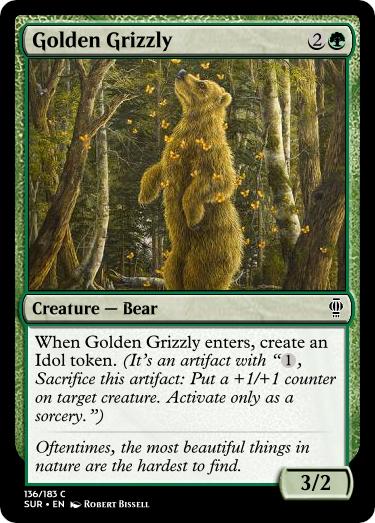 Golden Grizzly 2
Creature — Bear
When Golden Grizzly enters, create an
Idol token. (It's an artifact with “1,
Sacrifice this artifact: Put a +1/+1 counter
on target creature. Activate only as a
sorcery.”)
Oftentimes, the most beautiful things in
nature are the hardest to find.
3/2
136/183 C
SUR • EN Robert Bissell